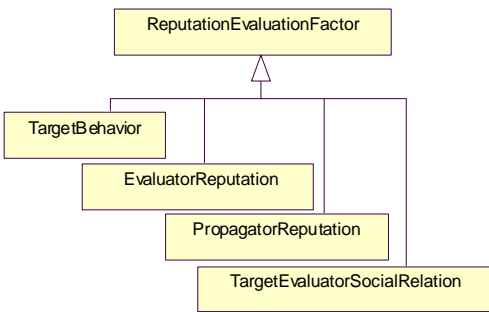 ReputationEvaluationFactor
TargetBehavior
EvaluatorReputation
PropagatorReputation
TargetEvaluatorSocialRelation